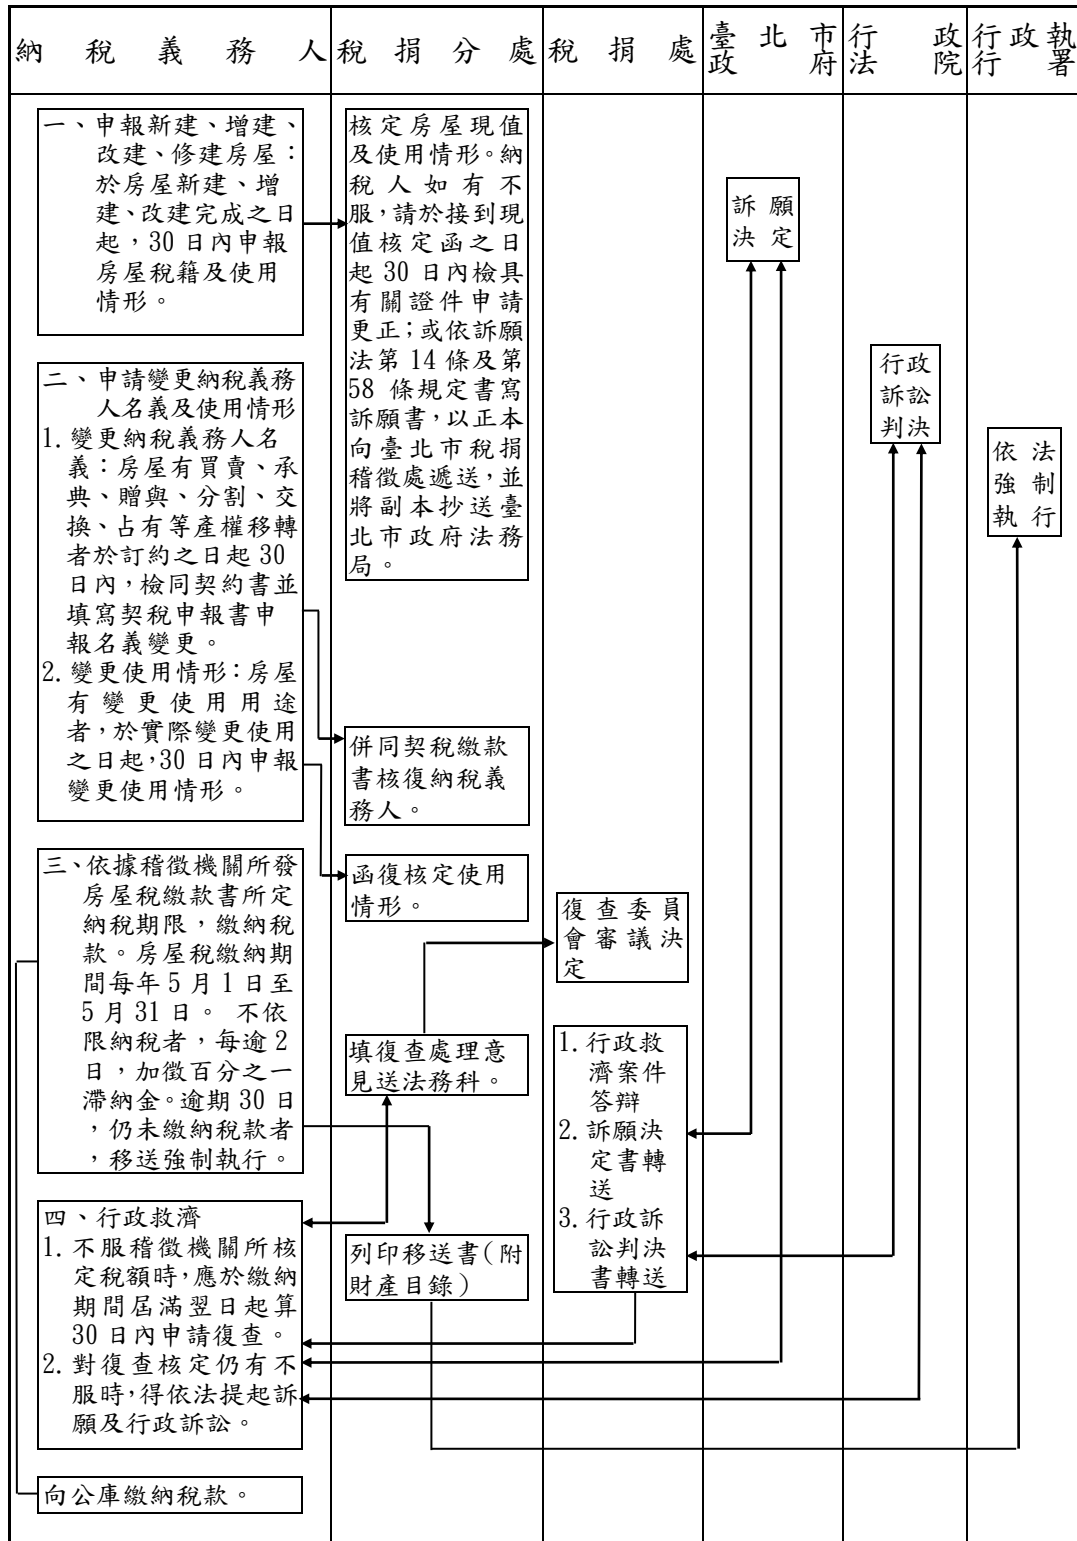 納稅義務人
稅捐分處
稅捐處
臺北市
政府
行政
法院
行政執
行署
一、申報新建、增建、
改建、修建房屋：
於房屋新建、增
建、改建完成之日
起，30 日內申報
房屋稅籍及使用
情形。
核定房屋現值
及使用情形。納
稅人如有不
服，請於接到現
值核定函之日
起 30 日內檢具
有關證件申請
更正；或依訴願
法第 14 條及第
58 條規定書寫
訴願書，以正本
向臺北市稅捐
稽徵處遞送，並
將副本抄送臺
北市政府法務
局。
訴願
決定
行政
訴訟
判決
依法
強制
執行
二、申請變更納稅義務
人名義及使用情形
1. 變更納稅義務人名
義：房屋有買賣、承
典、贈與、分割、交
換、占有等產權移轉
者於訂約之日起 30
日內，檢同契約書並
填寫契稅申報書申
報名義變更。
2. 變更使用情形：房屋
有變更使用用途
者，於實際變更使用
之日起，30 日內申報
變更使用情形。
併同契稅繳款
書核復納稅義
務人。
函復核定使用
情形。
三、依據稽徵機關所發
房屋稅繳款書所定
納稅期限，繳納稅
款。房屋稅繳納期
間每年 5 月 1 日至
5 月 31 日。 不依
限納稅者，每逾 2
日，加徵百分之一
滯納金。逾期 30 日
，仍未繳納稅款者
，移送強制執行。
復查委員
會審議決
定
填復查處理意
見送法務科。
1. 行政救
濟案件
答辯
2. 訴願決
定書轉
送
3. 行政訴
訟判決
書轉送
四、行政救濟
1. 不服稽徵機關所核
定稅額時，應於繳納
期間屆滿翌日起算
30 日內申請復查。
2. 對復查核定仍有不
服時，得依法提起訴
願及行政訴訟。
列印移送書（附
財產目錄）
向公庫繳納稅款。